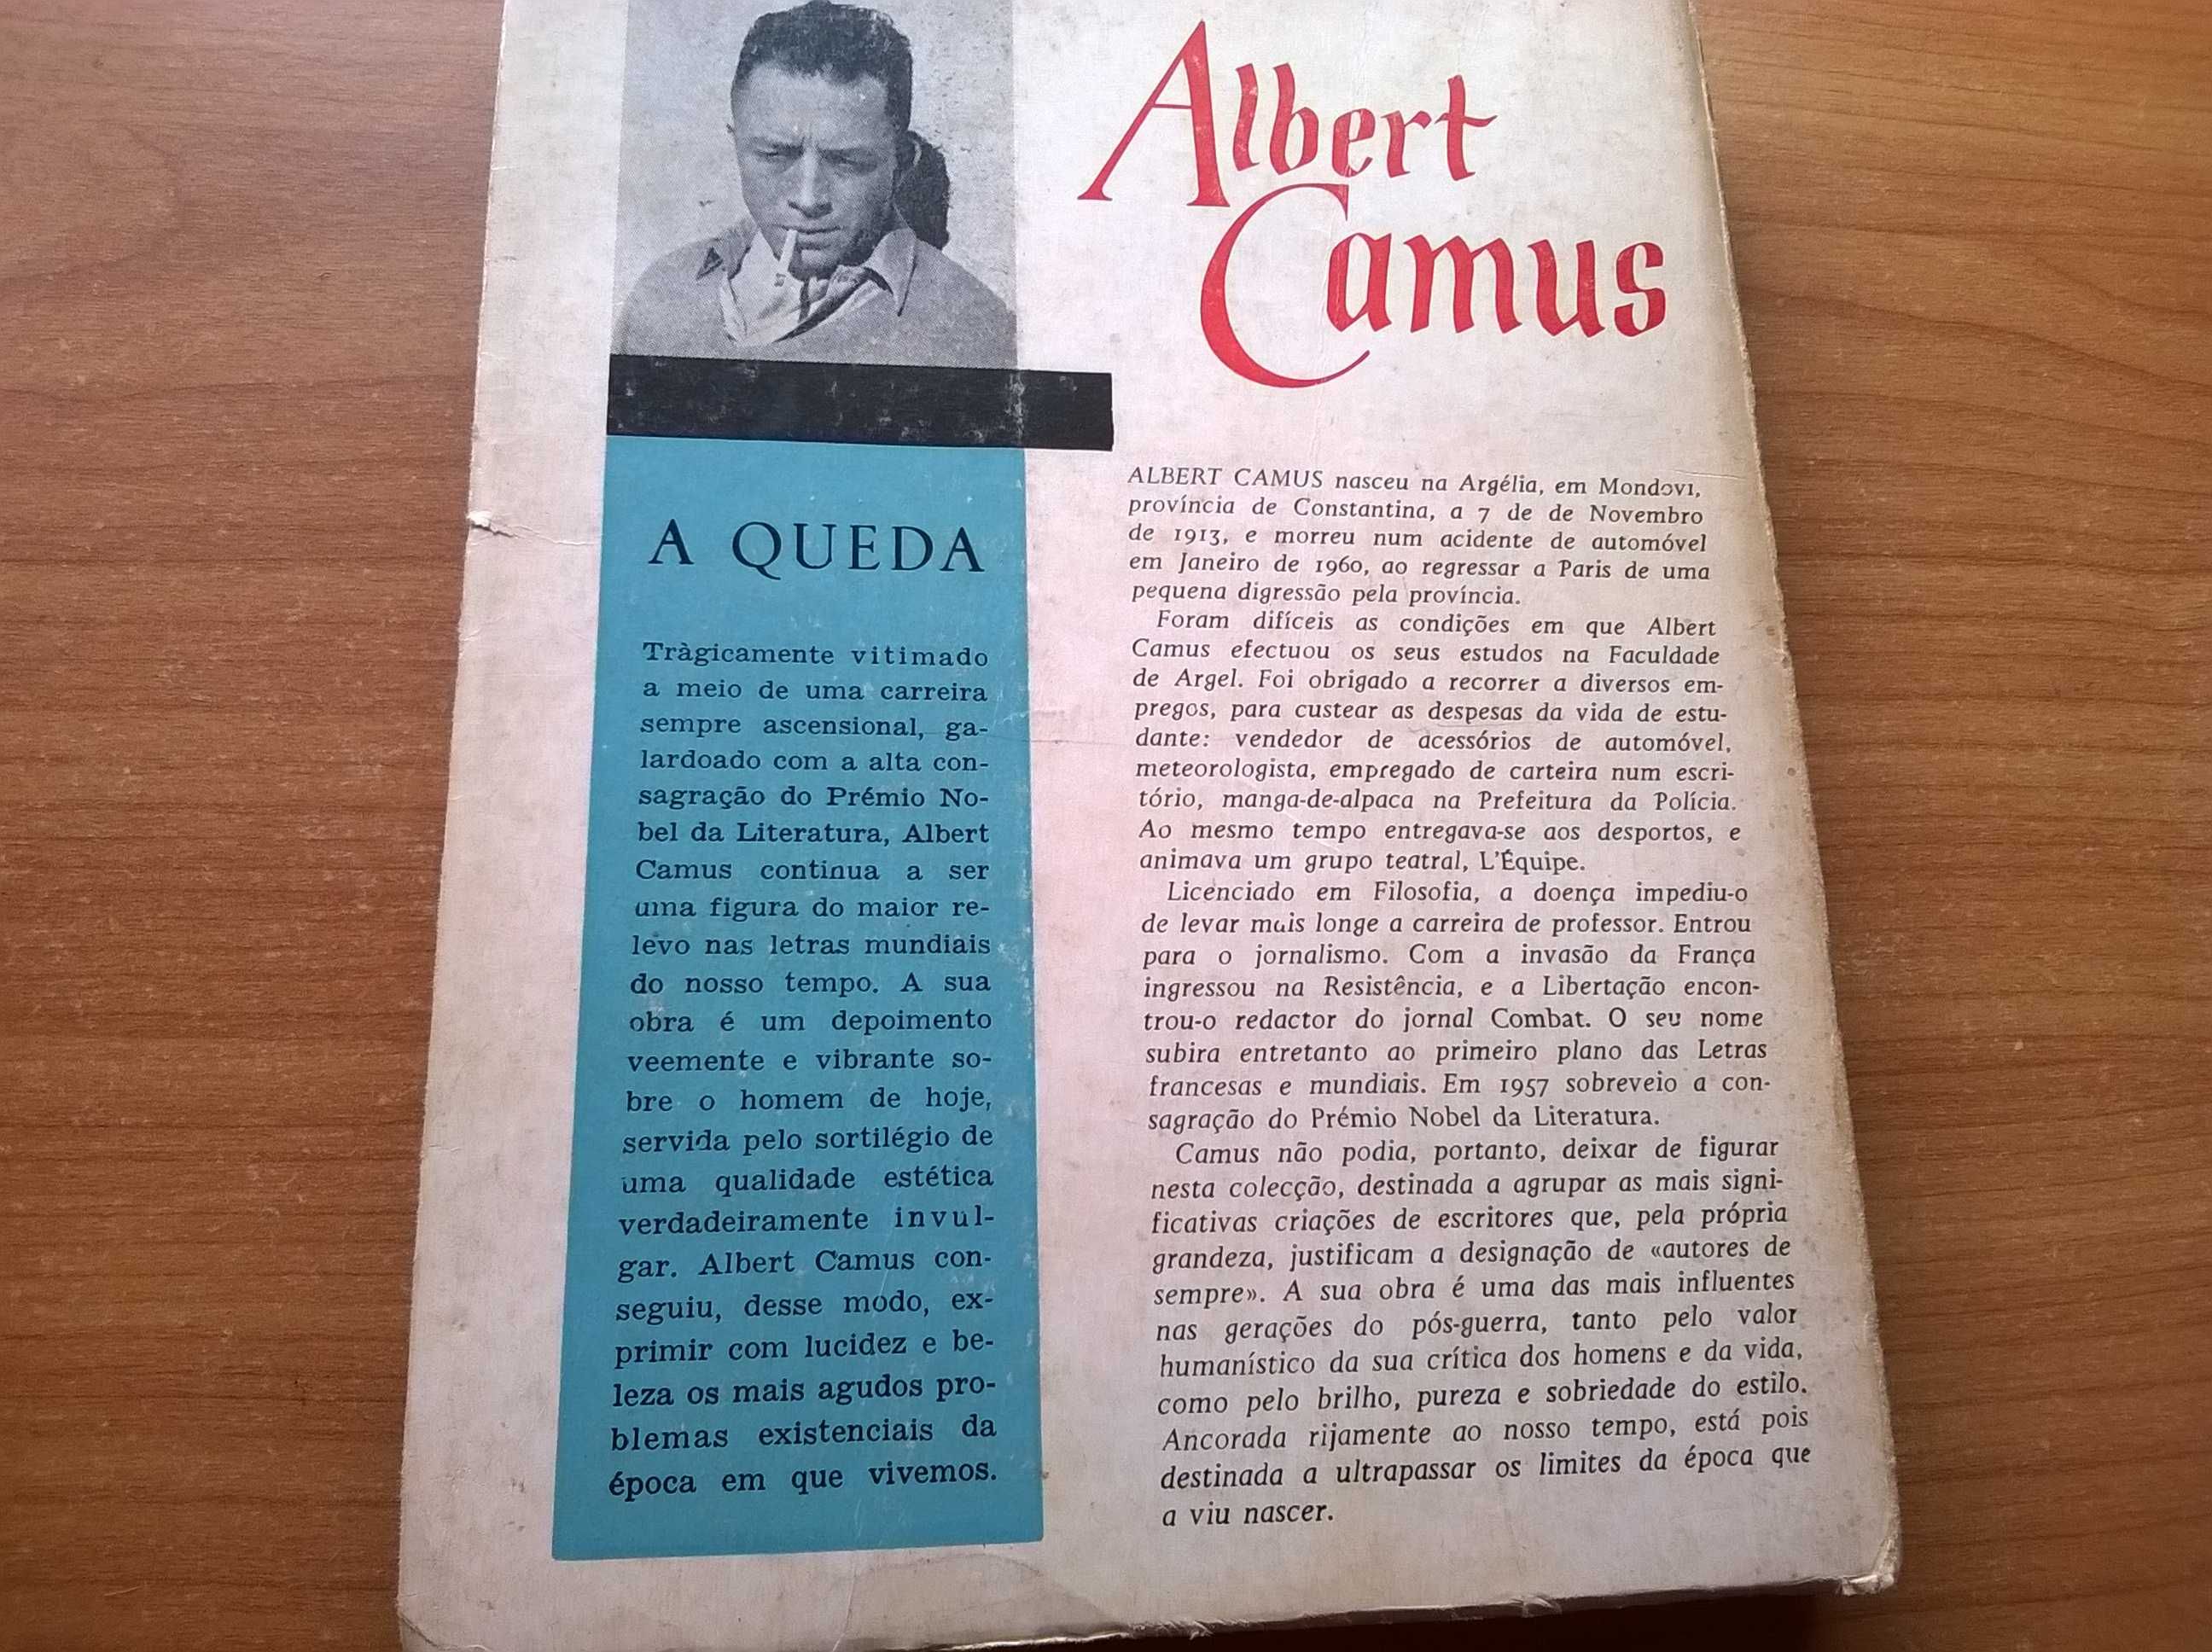 Albert
Camus
A QUEDA
Tràgicamente vitimado
a meio de uma carreira
sempre ascensional, ga-
lardoado com a alta con-
sagração do Prémio No-
bel da Literatura, Albert
Camus continua a ser
uma figura do maior re-
levo nas letras mundiais
do nosso tempo. A sua
obra é um depoimento
veemente e vibrante so-
bre o homem de hoje,
servida pelo sortilégio de
uma qualidade estética
verdadeiramente invul-
gar. Albert Camus con-
seguiu, desse modo, ex-
primir com lucidez e be-
leza os mais agudos pro-
blemas existenciais da
época em que vivemos.
ALBERT CAMUS nasceu na Argélia, em Mondovi,
província de Constantina, a 7 de de Novembro
de 1913, e morreu num acidente de automóvel
em Janeiro de 1960, ao regressar a Paris de uma
pequena digressão pela província.
Foram difíceis as condições em que Albert
Camus efectuou os seus estudos na Faculdade
de Argel. Foi obrigado a recorrer a diversos em-
pregos, para custear as despesas da vida de estu-
dante: vendedor de acessórios de automóvel,
meteorologista, empregado de carteira num escri-
tório, manga-de-alpaca na Prefeitura da Polícia.
Ao mesmo tempo entregava-se aos desportos, e
animava um grupo teatral, L'Équipe.
Licenciado em Filosofia, a doença impediu-o
de levar mais longe a carreira de professor. Entrou
para o jornalismo. Com a invasão da França
ingressou na Resistência, e a Libertação encon-
trou-o redactor do jornal Combat. O seu nome
subira entretanto ao primeiro plano das Letras
francesas e mundiais. Em 1957 sobreveio a con-
sagração do Prémio Nobel da Literatura.
Camus não podia, portanto, deixar de figurar
nesta colecção, destinada a agrupar as mais signi-
ficativas criações de escritores que, pela própria
grandeza, justificam a designação de «autores de
sempre». A sua obra é uma das mais influentes
nas gerações do pós-guerra, tanto pelo valor
humanístico da sua crítica dos homens e da vida,
como pelo brilho, pureza e sobriedade do estilo.
Ancorada rijamente ao nosso tempo, está pois
destinada a ultrapassar os limites da época que
a viu nascer.